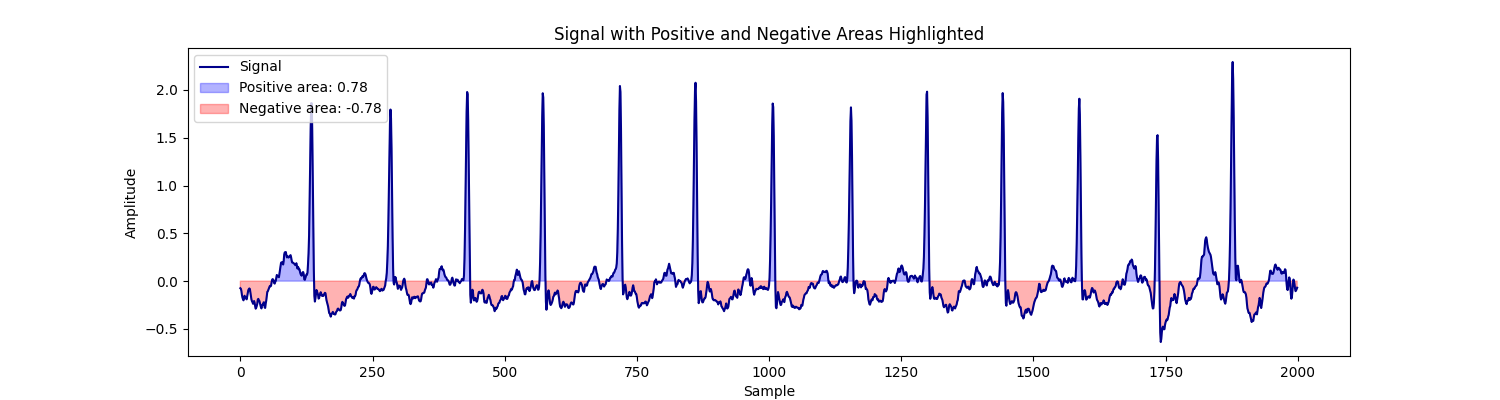 Signal with Positive and Negative Areas Highlighted
Signal
Positive area: 0.78
Negative area: -0.78
Amplitude
2.0
1.5
1.0
0.5
0.0
−0.5
0 250 500 750 1000 1250 1500 1750 2000
Sample